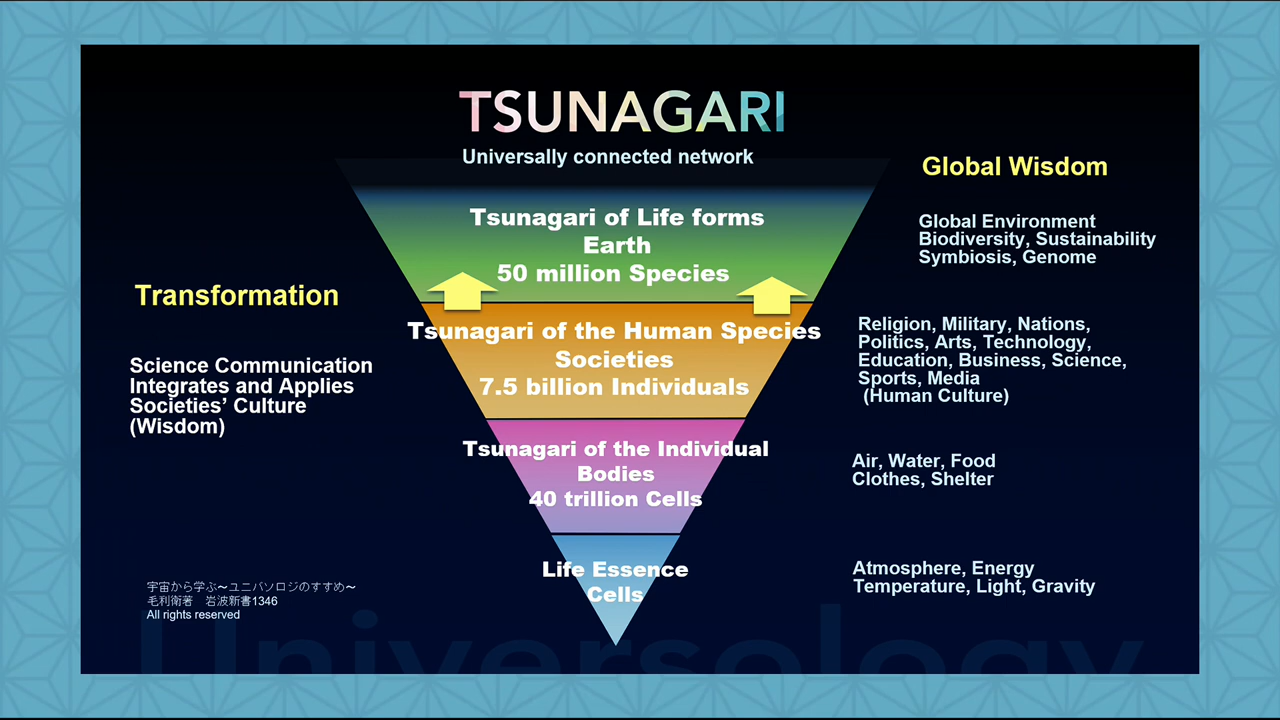 TSUNAGARI
Universally connected network
Global Wisdom
Tsunagari of Life forms
Earth
50 million Species
Global Environment
Biodiversity, Sustainability
Symbiosis, Genome
Transformation
Science Communication
Integrates and Applies
Societies' Culture
(Wisdom)
Tsunagari of the Human Species
Societies
7.5 billion Individuals
Religion, Military, Nations,
Politics, Arts, Technology,
Education, Business, Science,
Sports, Media
(Human Culture)
Tsunagari of the Individual
Bodies
40 trillion Cells
Air, Water, Food
Clothes, Shelter
Life Essence
Cells
Atmosphere, Energy
Temperature, Light, Gravity
宇宙から学ぶ～ユニバソロジのすすめ～
毛利衛著　岩波新書1346
All rights reserved
Universology